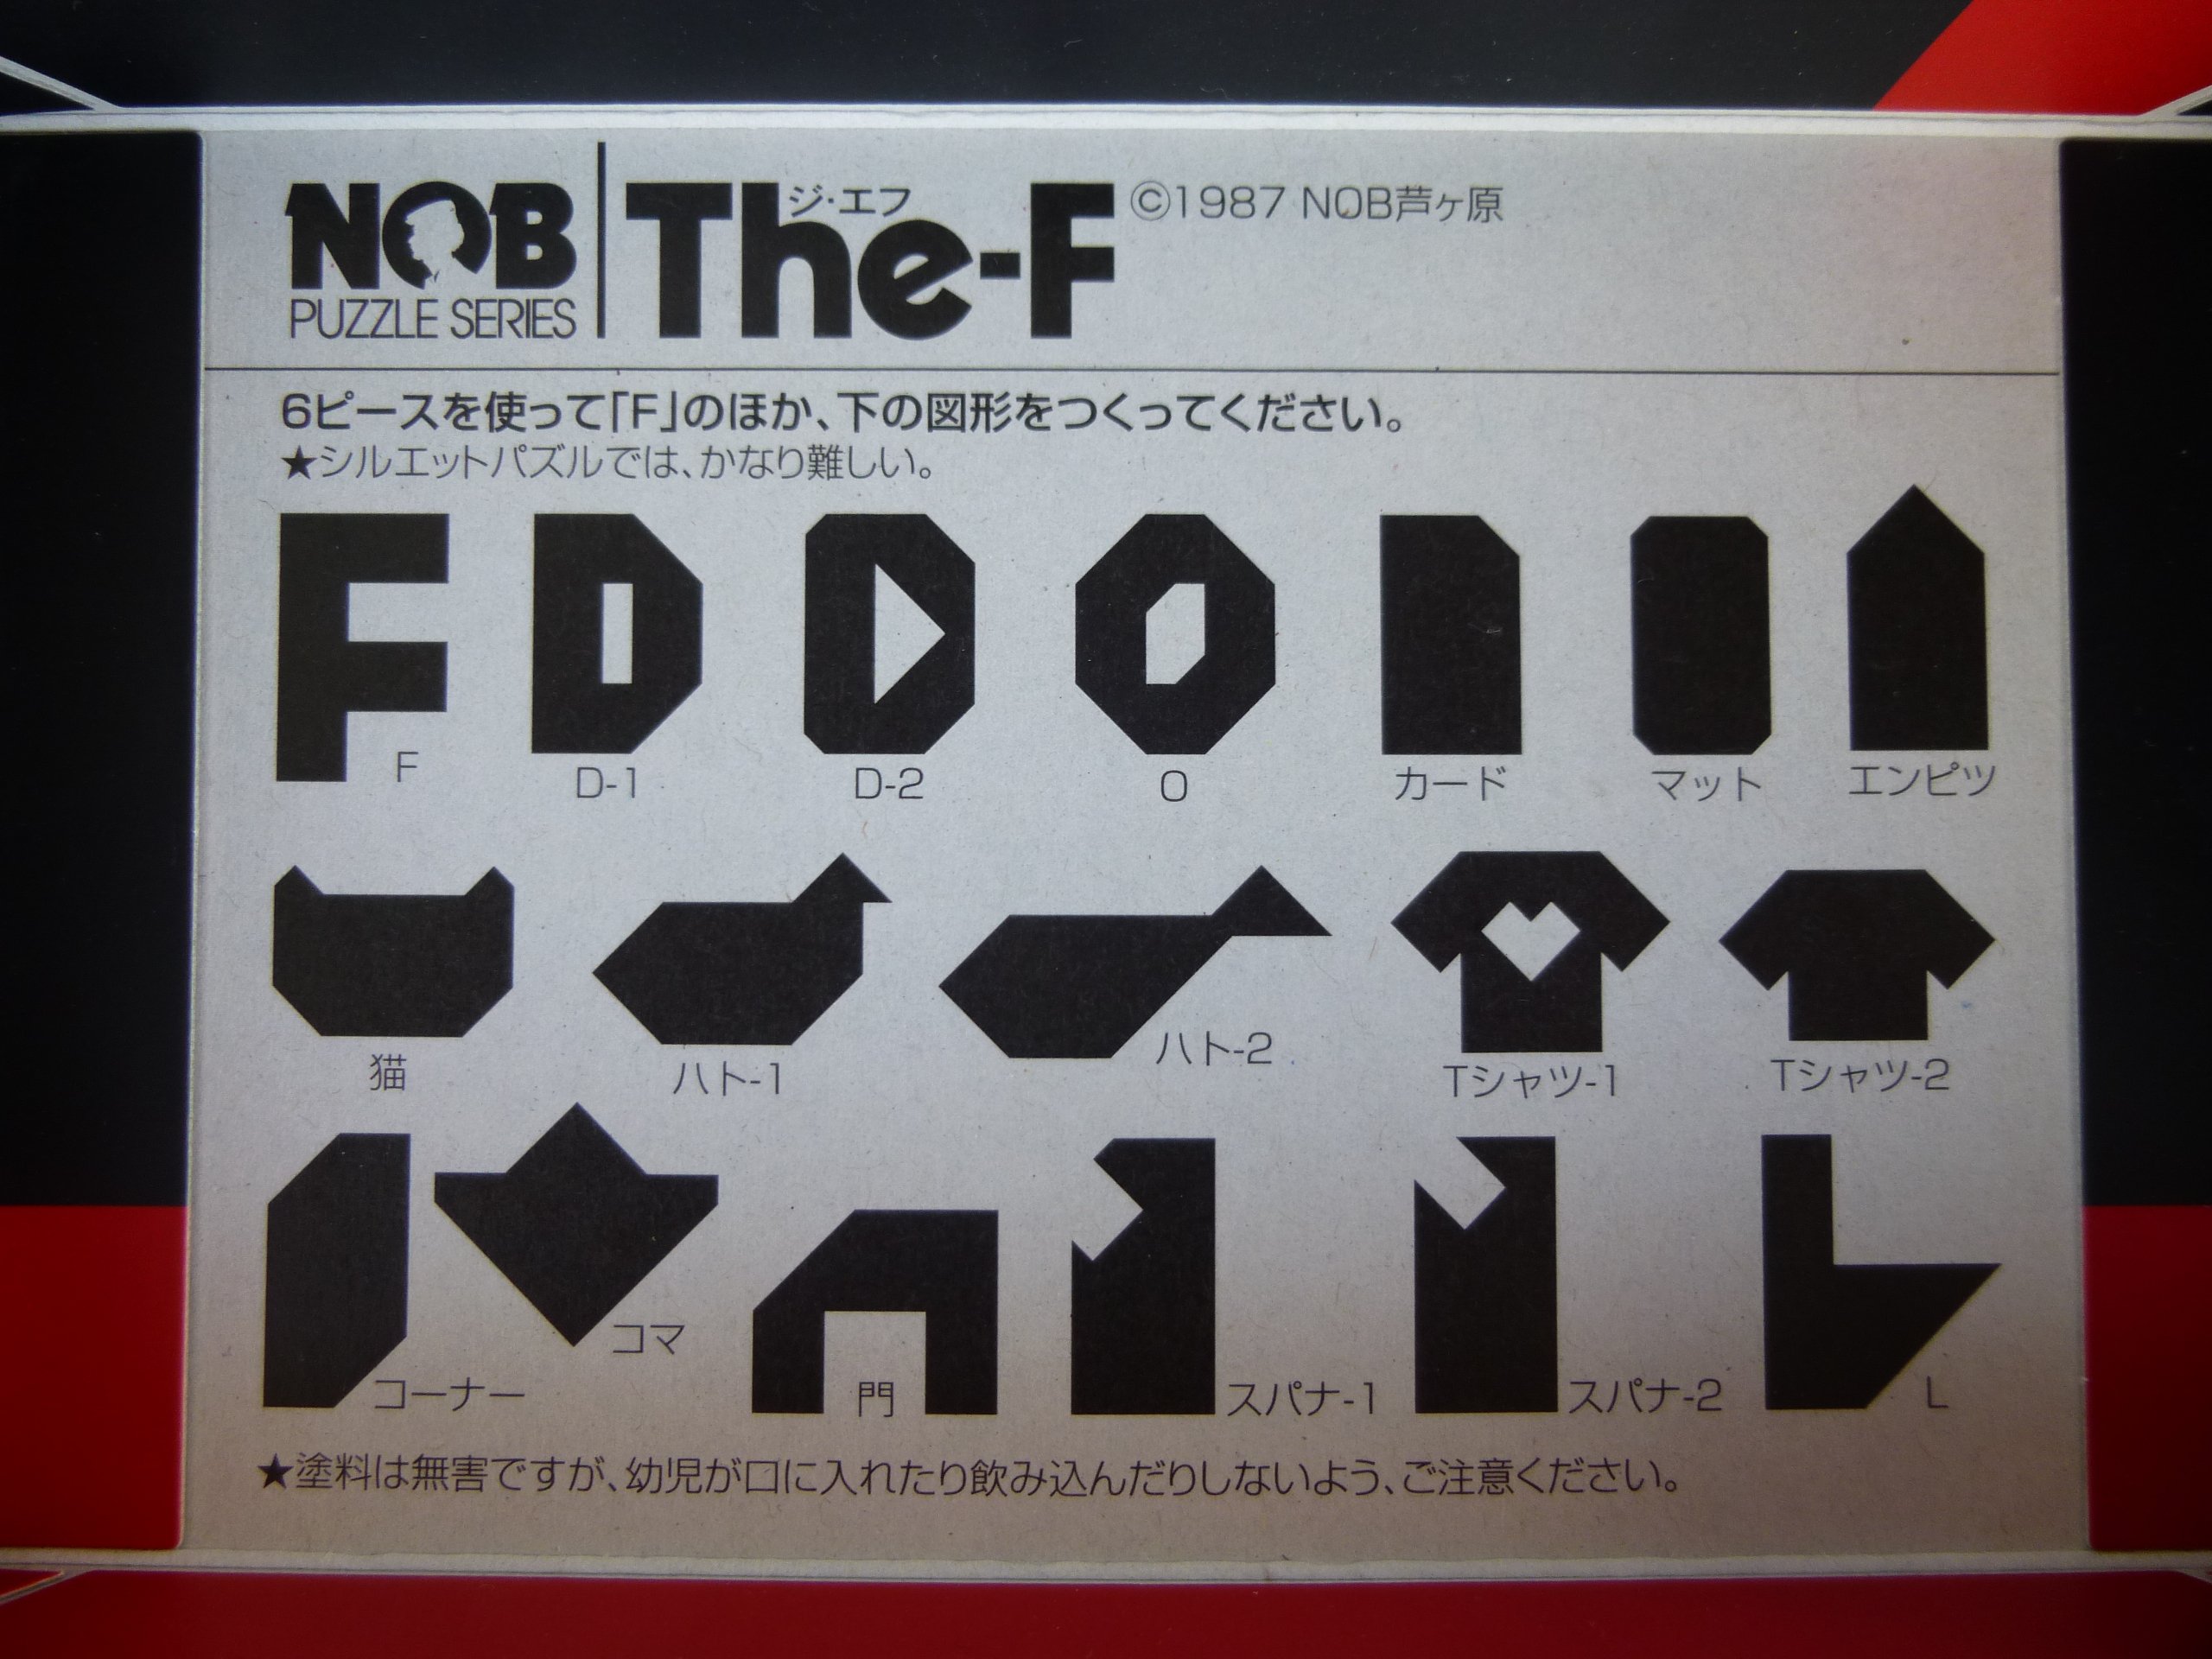 NOB
PUZZLE SERIES
ジ・エフ
The-F
©1987 NOB芦ヶ原
6ピースを使って「F」のほか、下の図形をつくってください。
★シルエットパズルでは、かなり難しい。
F
D-1
D-2
O
カード
マット
エンピツ
猫
ハト-1
ハト-2
Tシャツ-1
Tシャツ-2
コーナー
コマ
門
スパナ-1
スパナ-2
L
★塗料は無害ですが、幼児が口に入れたり飲み込んだりしないよう、ご注意ください。